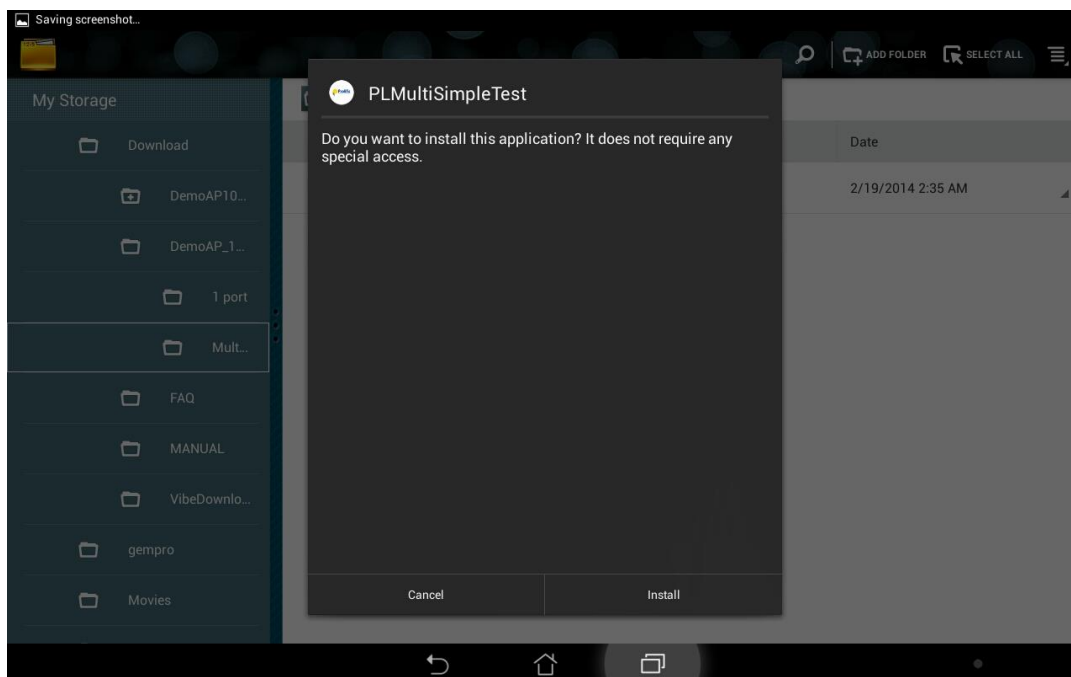 Saving screenshot...
ADD FOLDER
SELECT ALL
My Storage
Download
DemoAP10...
DemoAP_1...
1 port
Mult...
FAQ
MANUAL
VibeDownlo...
gempro
Movies
PLMultiSimpleTest
Do you want to install this application? It does not require any
special access.
Cancel
Install
Date
2/19/2014 2:35 AM